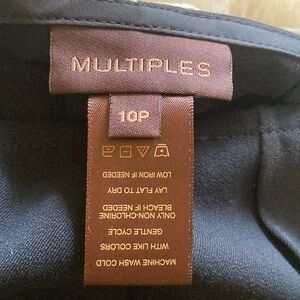 MULTIPLES
10P
MACHINE WASH COLD
WITH LIKE COLORS
GENTLE CYCLE
ONLY NON-CHLORINE
BLEACH IF NEEDED
LAY FLAT TO DRY
LOW IRON IF NEEDED